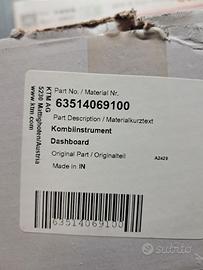 KTM AG
5230 Mattighofen/Austria
www.ktm.com
Part No. / Material Nr.
63514069100
Part Description / Materialkurztext
Kombiinstrument
Dashboard
Original Part / Originalteil
A2429
Made in IN
63514069100
subito